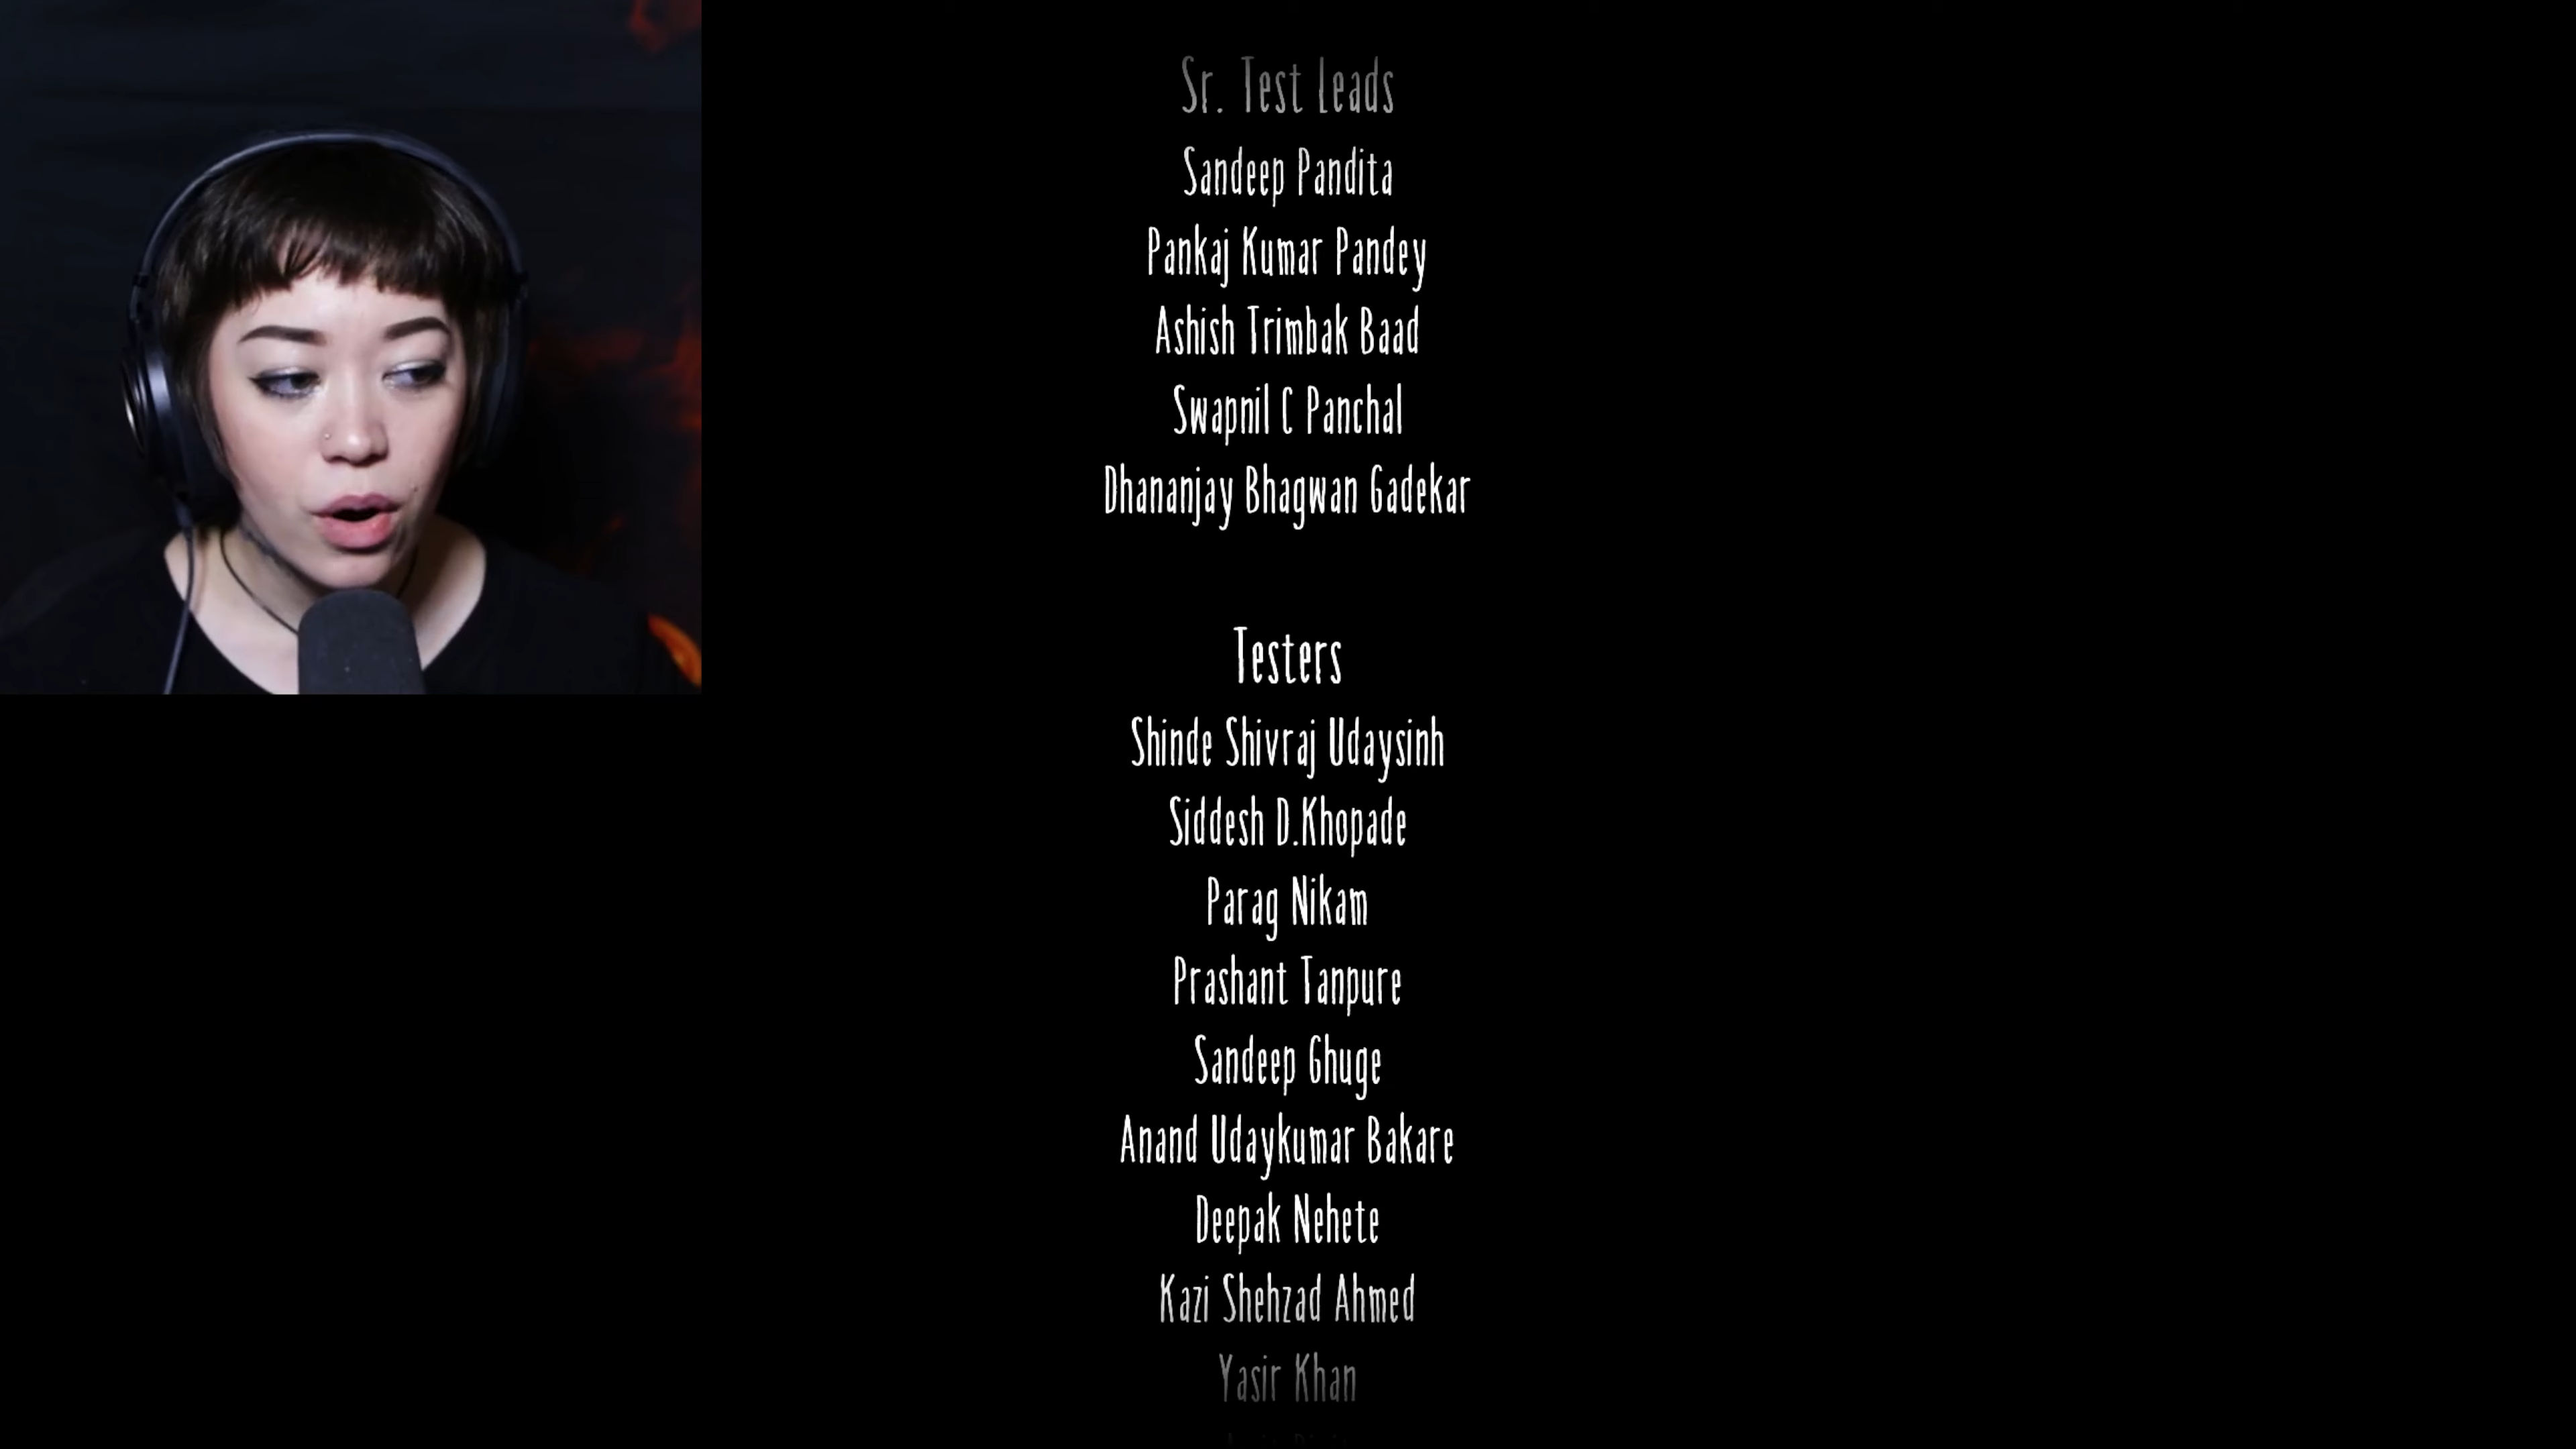 Sr. Test Leads
Sandeep Pandita
Pankaj Kumar Pandey
Ashish Trimbak Baad
Swapnil C Panchal
Dhananjay Bhagwan Gadekar
Testers
Shinde Shivraj Udaysinh
Siddesh D.Khopade
Parag Nikam
Prashant Tanpure
Sandeep Ghuge
Anand Udaykumar Bakare
Deepak Nehete
Kazi Shehzad Ahmed
Yasir Khan